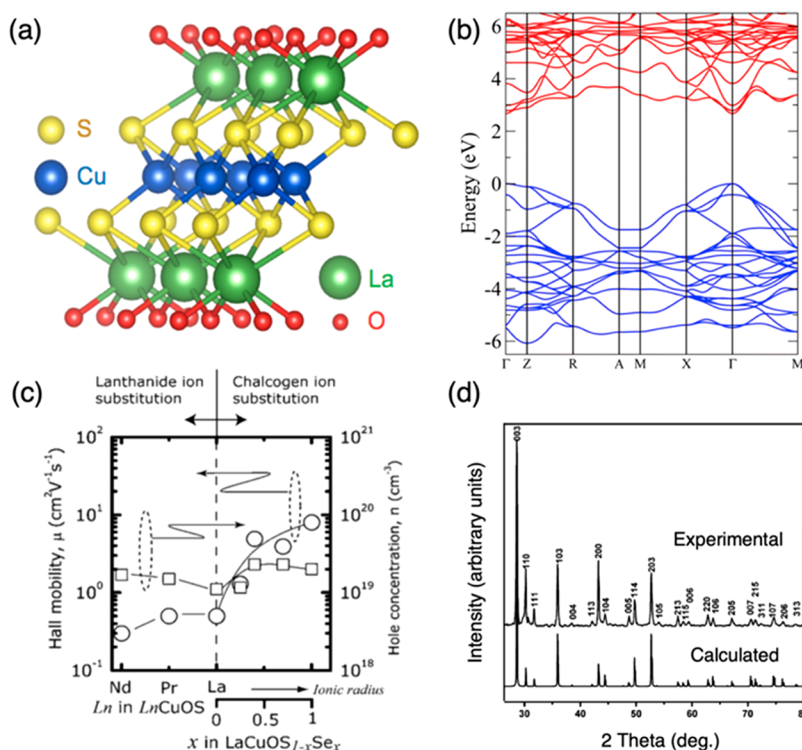 (a)
S
Cu
La
O
(b)
Energy (eV)
6
4
2
0
-2
-4
-6
Γ Z R A M X Γ M
(c)
Lanthanide ion substitution
Chalcogen ion substitution
Hall mobility, μ (cm²V⁻¹s⁻¹)
10²
10¹
10⁰
10⁻¹
Hole concentration, n (cm⁻³)
10²¹
10²⁰
10¹⁹
10¹⁸
Nd Pr La Ionic radius
Ln in LnCuOS
0 0.5 1
x in LaCuOS₁₋ₓSeₓ
(d)
Intensity (arbitrary units)
003
110
111
103
004
113
200
104
005
114
203
105
213
115
006
220
106
205
007
215
311
107
206
313
Experimental
Calculated
30 40 50 60 70 80
2 Theta (deg.)